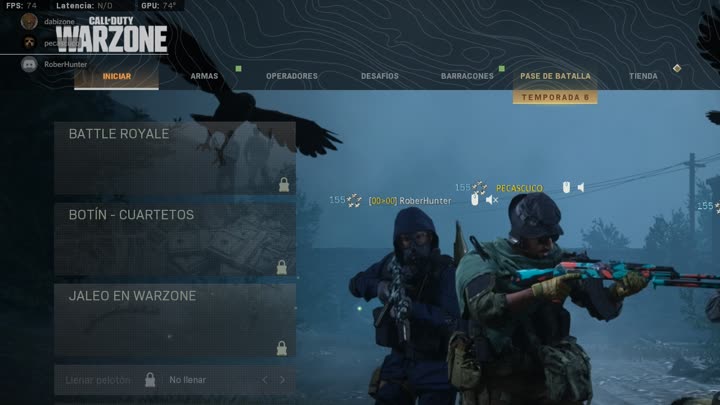 FPS: 74 Latencia: N/D GPU: 74°
dabizone
CALL OF DUTY
WARZONE
RoberHunter
INICIAR ARMAS OPERADORES DESAFÍOS BARRACONES PASE DE BATALLA TIENDA
TEMPORADA 6
BATTLE ROYALE
155 PECASCUCO
155 [00»00] RoberHunter
155
BOTÍN - CUARTETOS
JALEO EN WARZONE
Llenar pelotón No llenar